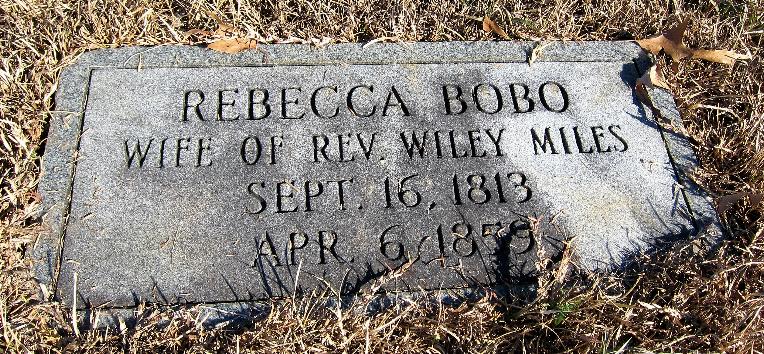 REBECCA BOBO
WIFE OF REV. WILEY MILES
SEPT. 16, 1813
APR. 6, 1859